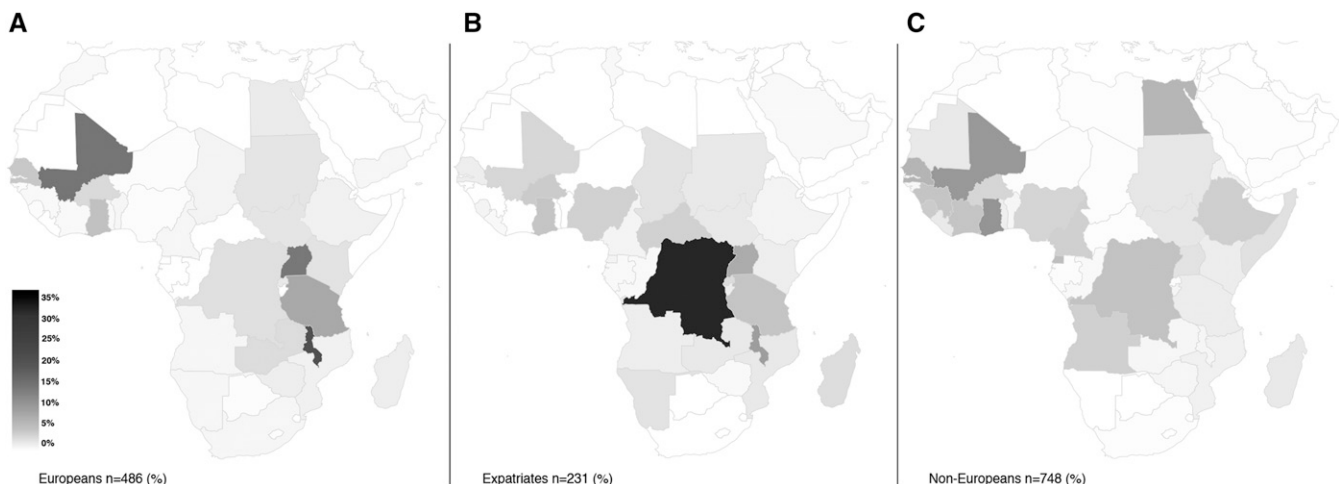 A
B
C
35%
30%
25%
20%
15%
10%
5%
0%
Europeans n=486 (%)
Expatriates n=231 (%)
Non-Europeans n=748 (%)